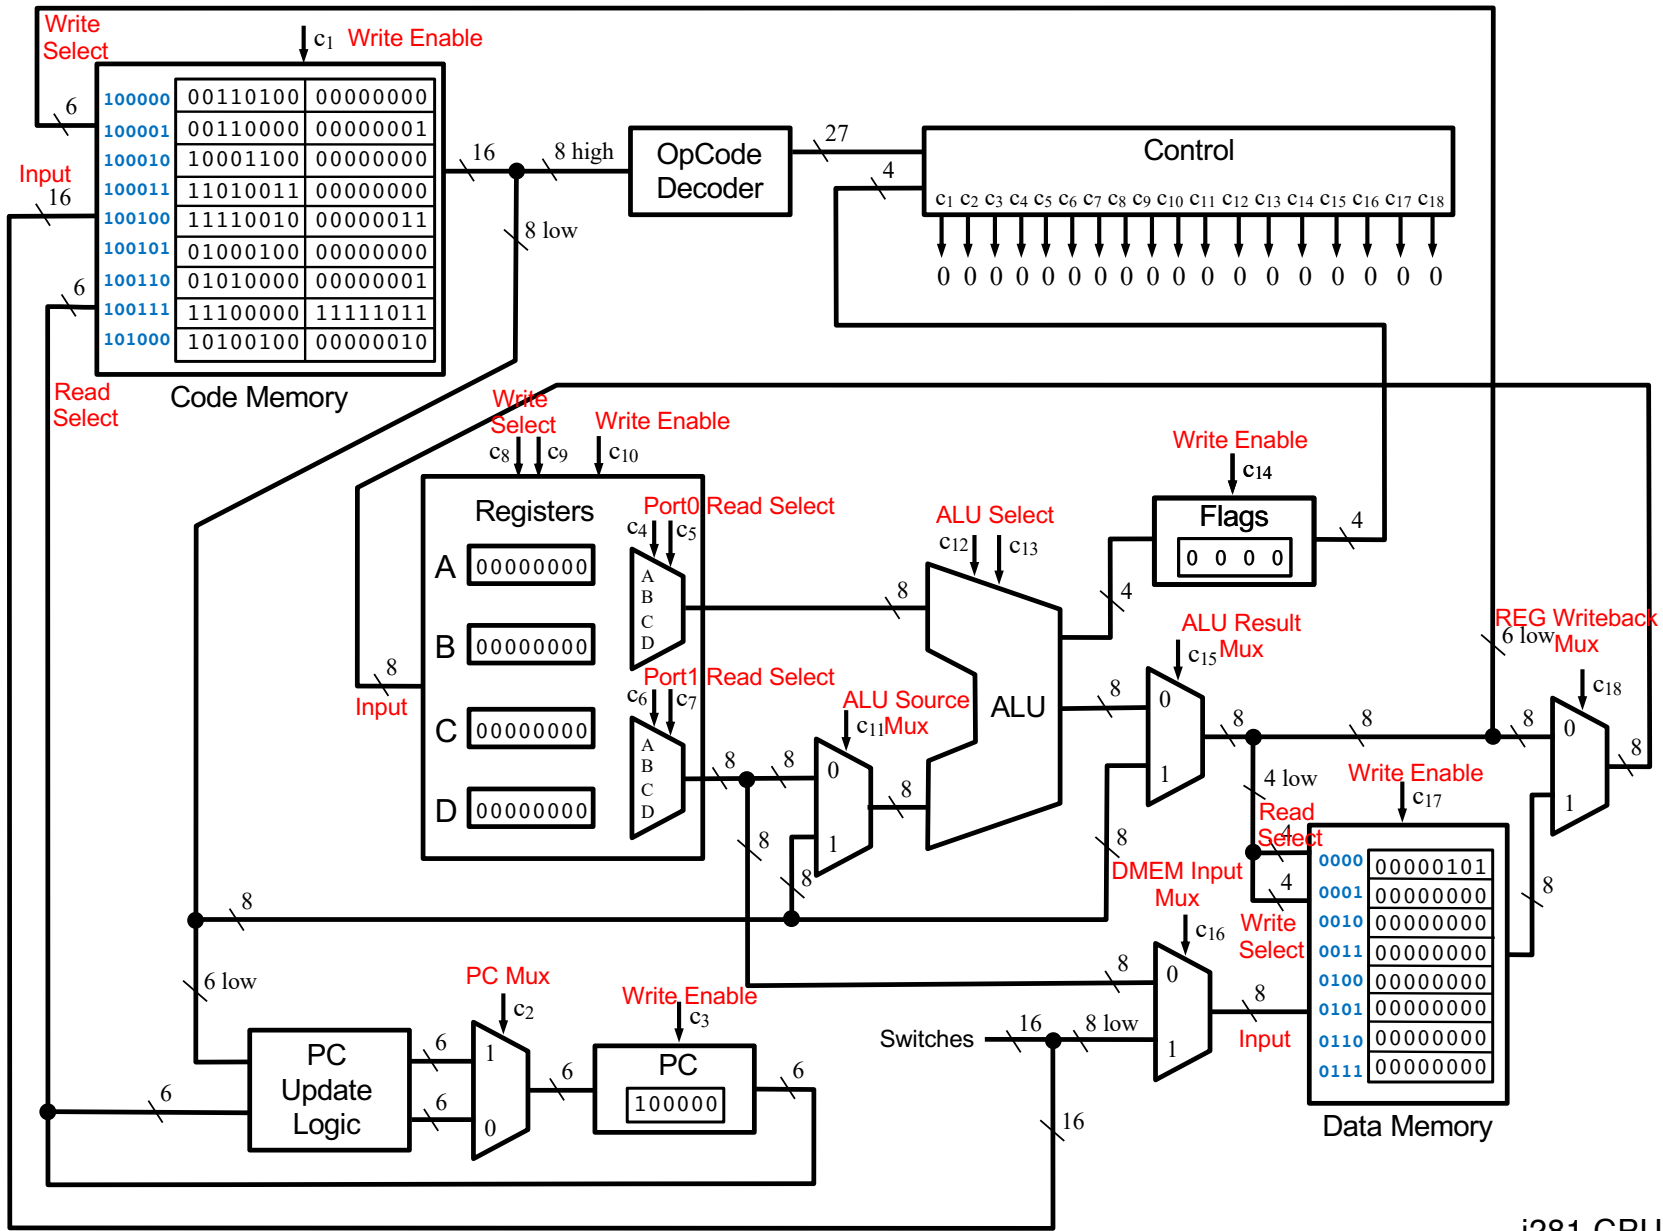 Write
Select
c1 Write Enable
6
Input
16
6
Read
Select
100000 00110100 00000000
100001 00110000 00000001
100010 10001100 00000000
100011 11010011 00000000
100100 11110010 00000011
100101 01000100 00000000
100110 01010000 00000001
100111 11100000 11111011
101000 10100100 00000010
Code Memory
16
8 high
8 low
OpCode
Decoder
27
4
Control
c1 c2 c3 c4 c5 c6 c7 c8 c9 c10 c11 c12 c13 c14 c15 c16 c17 c18
0 0 0 0 0 0 0 0 0 0 0 0 0 0 0 0 0 0
Write
Select
Write Enable
c8 c9 c10
Registers
A 00000000
B 00000000
C 00000000
D 00000000
8
Input
Port0 Read Select
c4 c5
A
B
C
D
Port1 Read Select
c6 c7
A
B
C
D
8
8
8
8
8
ALU Source
Mux
c11
0
1
8
8
ALU Select
c12 c13
ALU
4
8
Write Enable
c14
Flags
0 0 0 0
4
ALU Result
Mux
c15
0
1
8
8
8
6 low
8
REG Writeback
Mux
c18
0
1
8
4 low
Read
Select
4
4
Write
Select
Write Enable
c17
0000 00000101
0001 00000000
0010 00000000
0011 00000000
0100 00000000
0101 00000000
0110 00000000
0111 00000000
Data Memory
8
DMEM Input
Mux
c16
0
1
8
8
Input
Switches
16
8 low
16
8
6 low
PC
Update
Logic
6
6
6
PC Mux
c2
1
0
6
Write Enable
c3
PC
100000
6
i281 CPU